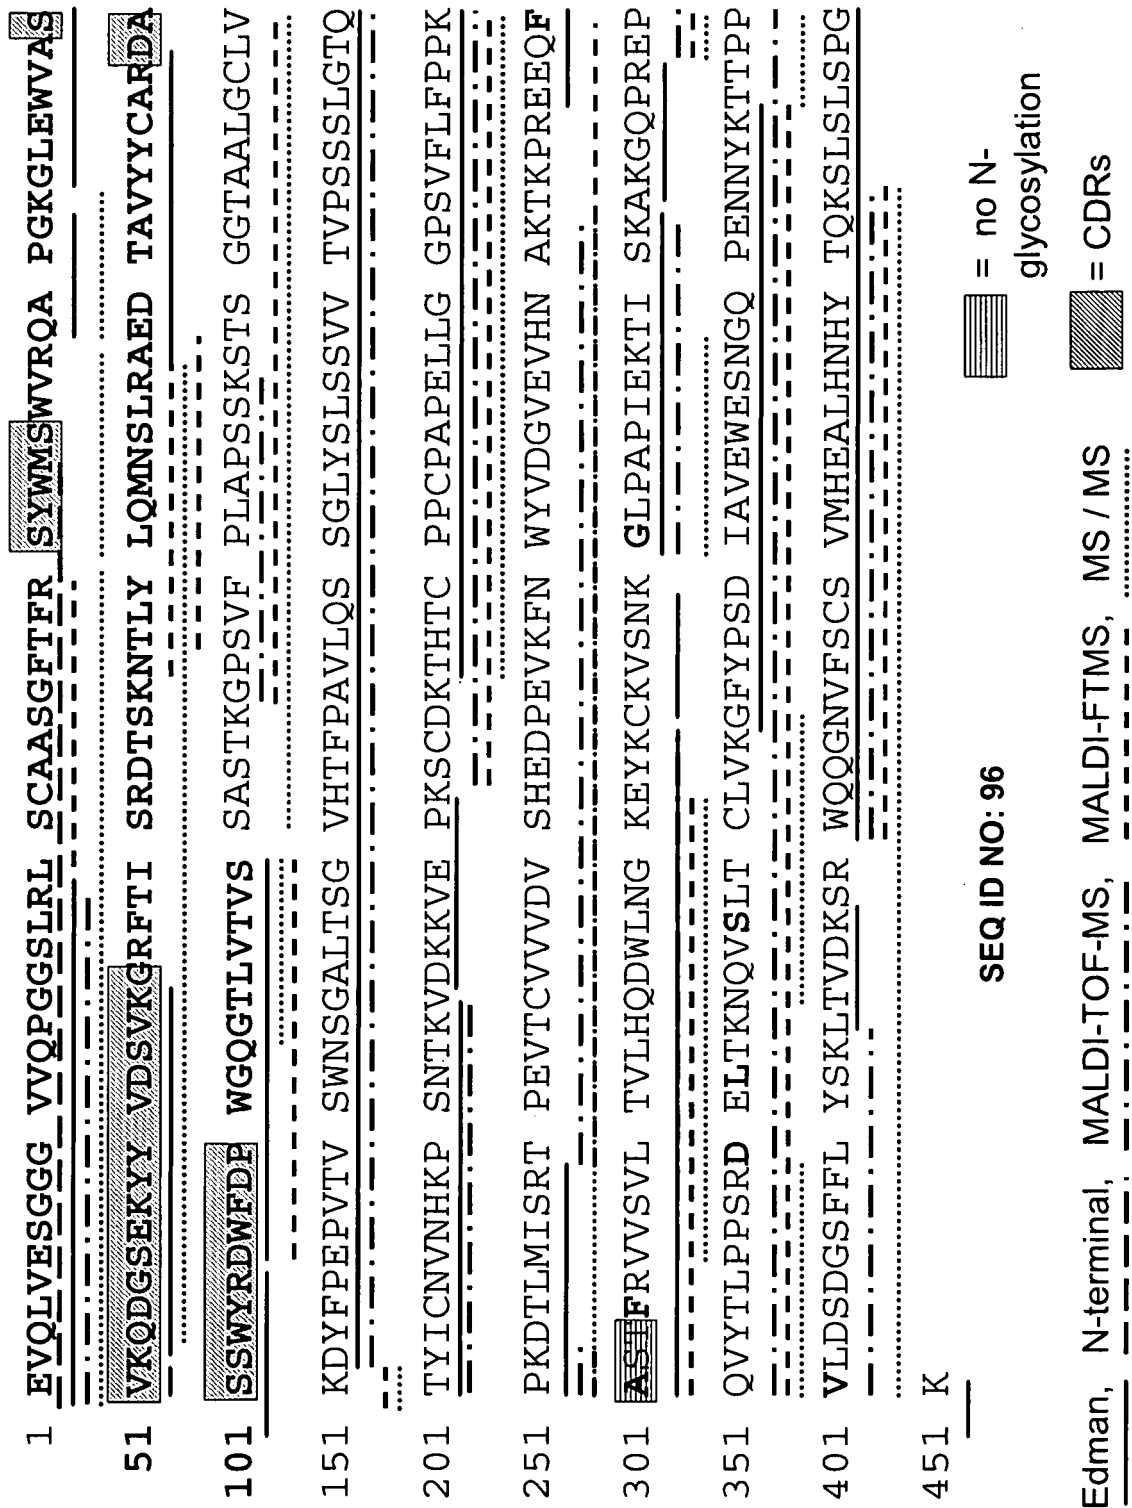 1 EVQLVESGGG VVQPGGSLRL SCAASGFTFR SYWMSWVRQA PGKGLEWVAS
51 VKQDGSEKYY VDSVKGRFTI SRDTSKNTLY LQMNSLRAED TAVYYCARDA
101 SSWYRDWFDP WGQGTLVTVS SASTKGPSVF PLAPSSKSTS GGTAALGCLV
151 KDYFPEPVTV SWNSGALTSG VHTFPAVLQS SGLYSLSSVV TVPSSSLGTQ
201 TYICNVNHKP SNTKVDKKVE PKSCDKTHTC PPCPAPELLG GPSVFLFPPK
251 PKDTLMISRT PEVTCVVVDV SHEDPEVKFN WYVDGVEVHN AKTKPREEQF
301 ASTFRVVSVL TVLHQDWLNG KEYKCKVSNK GLPAPIEKTI SKAKGQPREP
351 QVYTLPPSRD ELTKNQVSLT CLVKGFYPSD IAVEWESNGQ PENNYKTTPP
401 VLDSDGSFFL YSKLTVDKSR WQQGNVFSCS VMHEALHNHY TQKSLSLSPG
451 K
SEQ ID NO: 96
= no N-
glycosylation
= CDRs
Edman, N-terminal, MALDI-TOF-MS, MALDI-FTMS, MS / MS